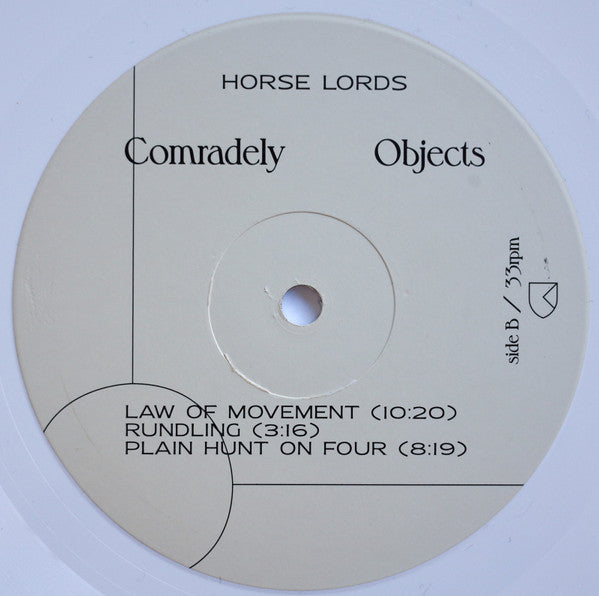 HORSE LORDS
Comradely Objects
side B / 33rpm
LAW OF MOVEMENT (10:20)
RUNDLING (3:16)
PLAIN HUNT ON FOUR (8:19)